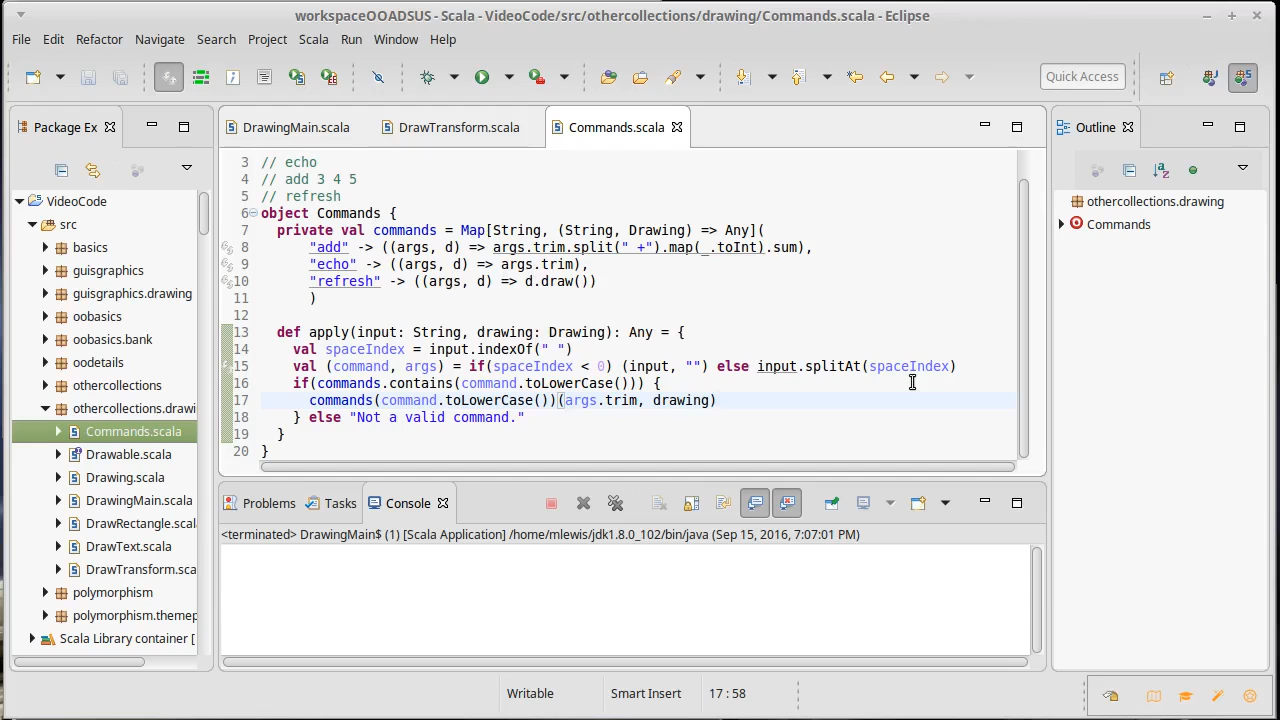 workspaceOOADSUS - Scala - VideoCode/src/othercollections/drawing/Commands.scala - Eclipse
File Edit Refactor Navigate Search Project Scala Run Window Help
Quick Access
Package Ex
DrawingMain.scala DrawTransform.scala Commands.scala
Outline
VideoCode
src
basics
guisgraphics
guisgraphics.drawing
oobasics
oobasics.bank
oodetails
othercollections
othercollections.drawi
Commands.scala
Drawable.scala
Drawing.scala
DrawingMain.scala
DrawRectangle.scal
DrawText.scala
DrawTransform.sca
polymorphism
polymorphism.themep
Scala Library container [
3 // echo
4 // add 3 4 5
5 // refresh
6 object Commands {
7 private val commands = Map[String, (String, Drawing) => Any](
8 "add" -> ((args, d) => args.trim.split(" +").map(_.toInt).sum),
9 "echo" -> ((args, d) => args.trim),
10 "refresh" -> ((args, d) => d.draw())
11 )
12
13 def apply(input: String, drawing: Drawing): Any = {
14 val spaceIndex = input.indexOf(" ")
15 val (command, args) = if(spaceIndex < 0) (input, "") else input.splitAt(spaceIndex)
16 if(commands.contains(command.toLowerCase())) {
17 commands(command.toLowerCase())(args.trim, drawing)
18 } else "Not a valid command."
19 }
20 }
othercollections.drawing
Commands
Problems Tasks Console
<terminated> DrawingMain$ (1) [Scala Application] /home/mlewis/jdk1.8.0_102/bin/java (Sep 15, 2016, 7:07:01 PM)
Writable Smart Insert 17 : 58